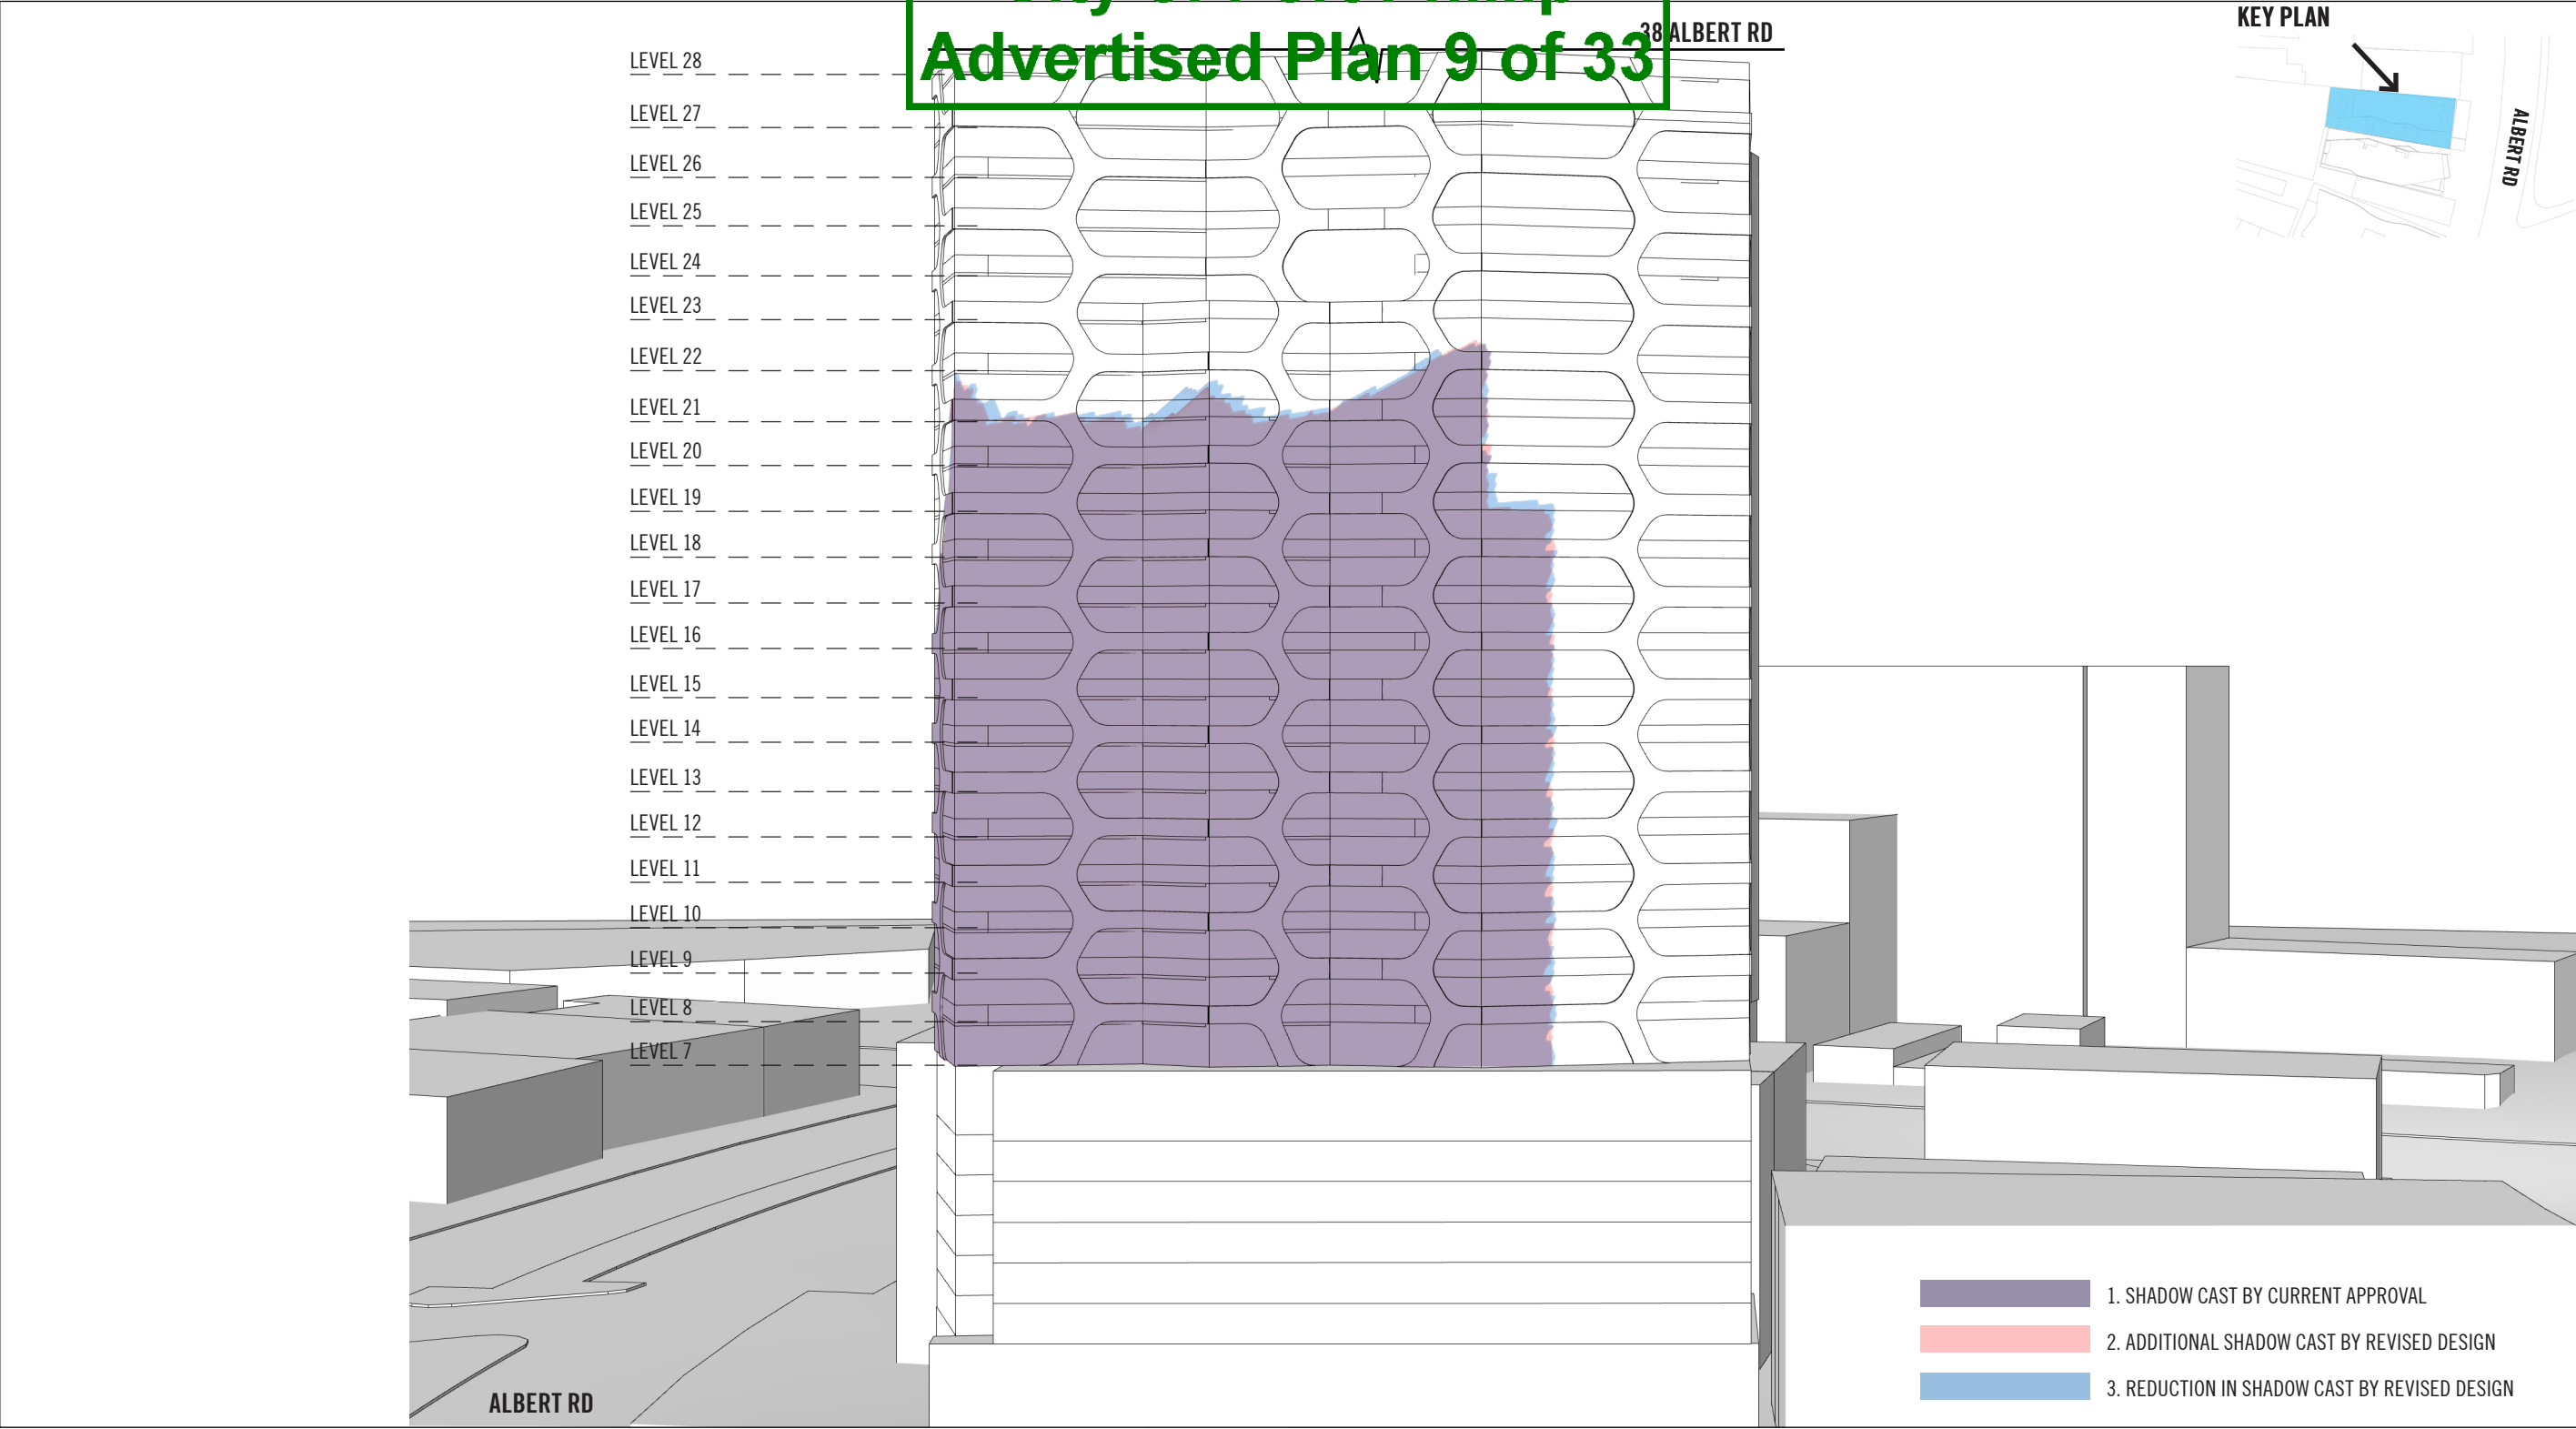 Advertised Plan 9 of 33
38 ALBERT RD
KEY PLAN
ALBERT RD
LEVEL 28
LEVEL 27
LEVEL 26
LEVEL 25
LEVEL 24
LEVEL 23
LEVEL 22
LEVEL 21
LEVEL 20
LEVEL 19
LEVEL 18
LEVEL 17
LEVEL 16
LEVEL 15
LEVEL 14
LEVEL 13
LEVEL 12
LEVEL 11
LEVEL 10
LEVEL 9
LEVEL 8
LEVEL 7
1. SHADOW CAST BY CURRENT APPROVAL
2. ADDITIONAL SHADOW CAST BY REVISED DESIGN
3. REDUCTION IN SHADOW CAST BY REVISED DESIGN
ALBERT RD